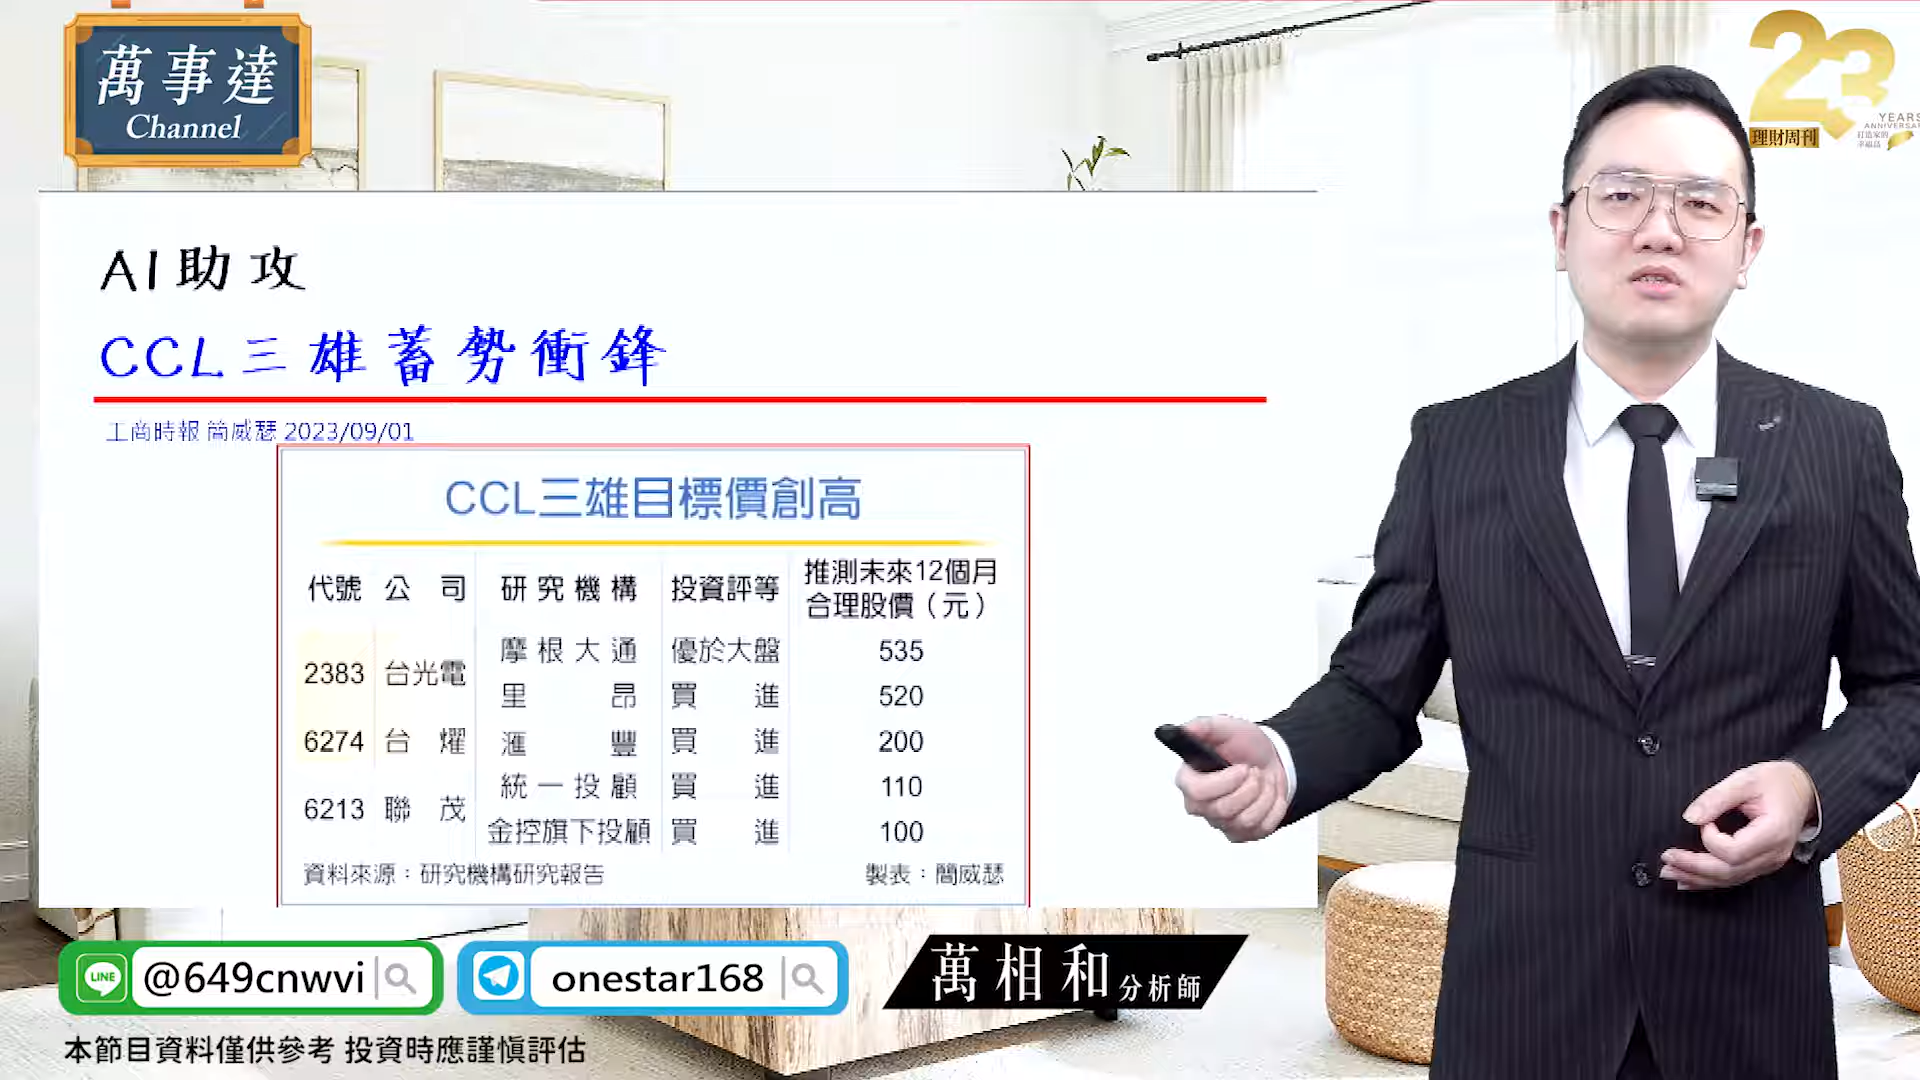 萬事達
Channel
23
YEARS
ANNIVERSARY
理財周刊
AI助攻
CCL三雄蓄勢衝鋒
工商時報 簡威瑟 2023/09/01
CCL三雄目標價創高
代號 公司 研究機構 投資評等 推測未來12個月合理股價（元）
2383 台光電 摩根大通 優於大盤 535
里昂 買進 520
6274 台燿 滙豐 買進 200
6213 聯茂 統一投顧 買進 110
金控旗下投顧 買進 100
資料來源：研究機構研究報告 製表：簡威瑟
LINE @649cnwvi
onestar168
萬相和分析師
本節目資料僅供參考 投資時應謹慎評估